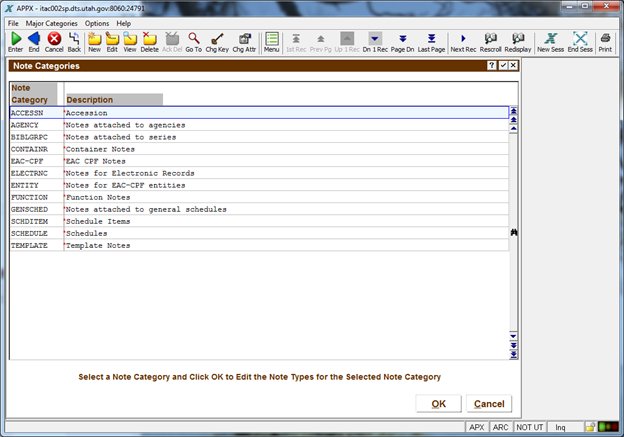 APPX - itac002sp.dts.utah.gov:8060:24791
File Major Categories Options Help
Enter End Cancel Back New Edit View Delete Ack Del Go To Chg Key Chg Attr Menu 1st Rec Prev Pg Up 1 Rec Dn 1 Rec Page Dn Last Page Next Rec Rescroll Redisplay New Sess End Sess Print
Note Categories
Note
Category Description
ACCESSN *Accession
AGENCY *Notes attached to agencies
BIBLGRPC *Notes attached to series
CONTAINR *Container Notes
EAC-CPF *EAC CPF Notes
ELECTRNC *Notes for Electronic Records
ENTITY *Notes for EAC-CPF entities
FUNCTION *Function Notes
GENSCHED *Notes attached to general schedules
SCHDITEM *Schedule Items
SCHEDULE *Schedules
TEMPLATE *Template Notes
Select a Note Category and Click OK to Edit the Note Types for the Selected Note Category
OK Cancel
APX ARC NOT UT Inq